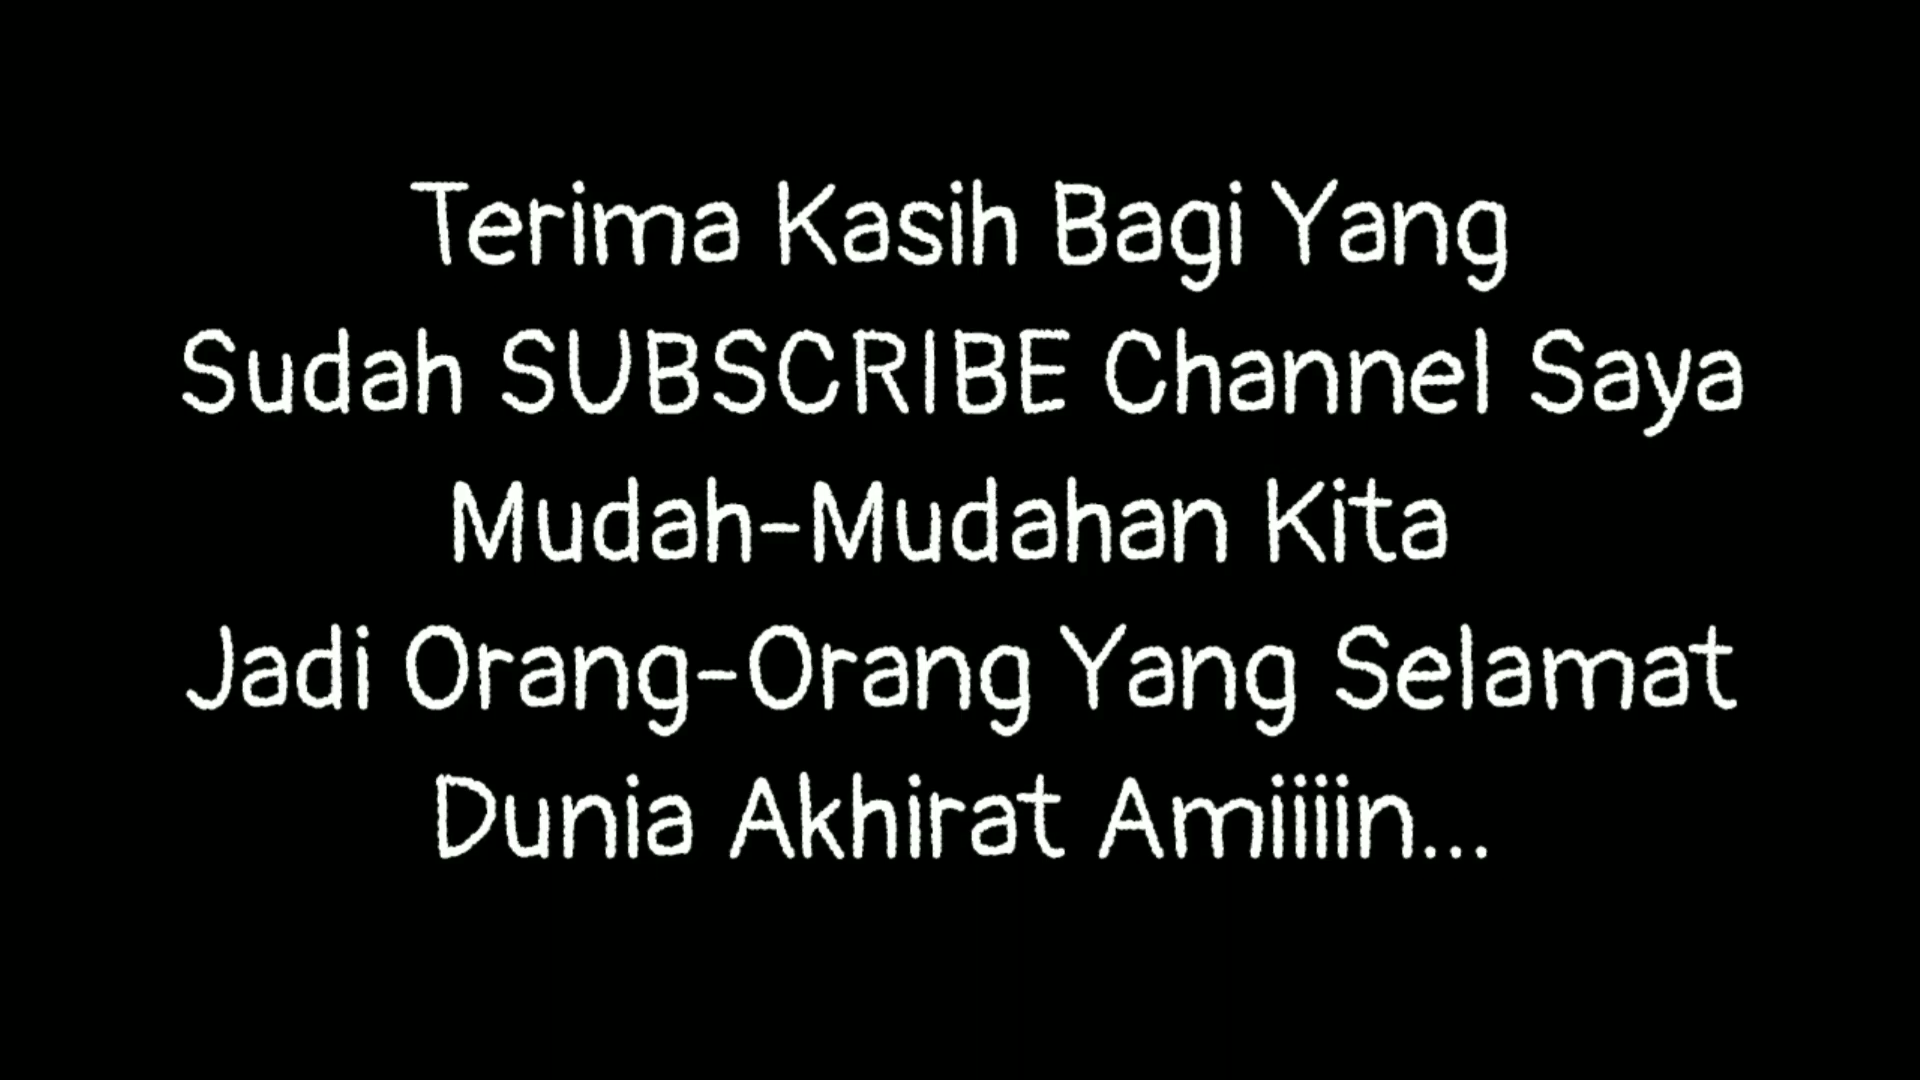 Terima Kasih Bagi Yang
Sudah SUBSCRIBE Channel Saya
Mudah-Mudahan Kita
Jadi Orang-Orang Yang Selamat
Dunia Akhirat Amiiiin...